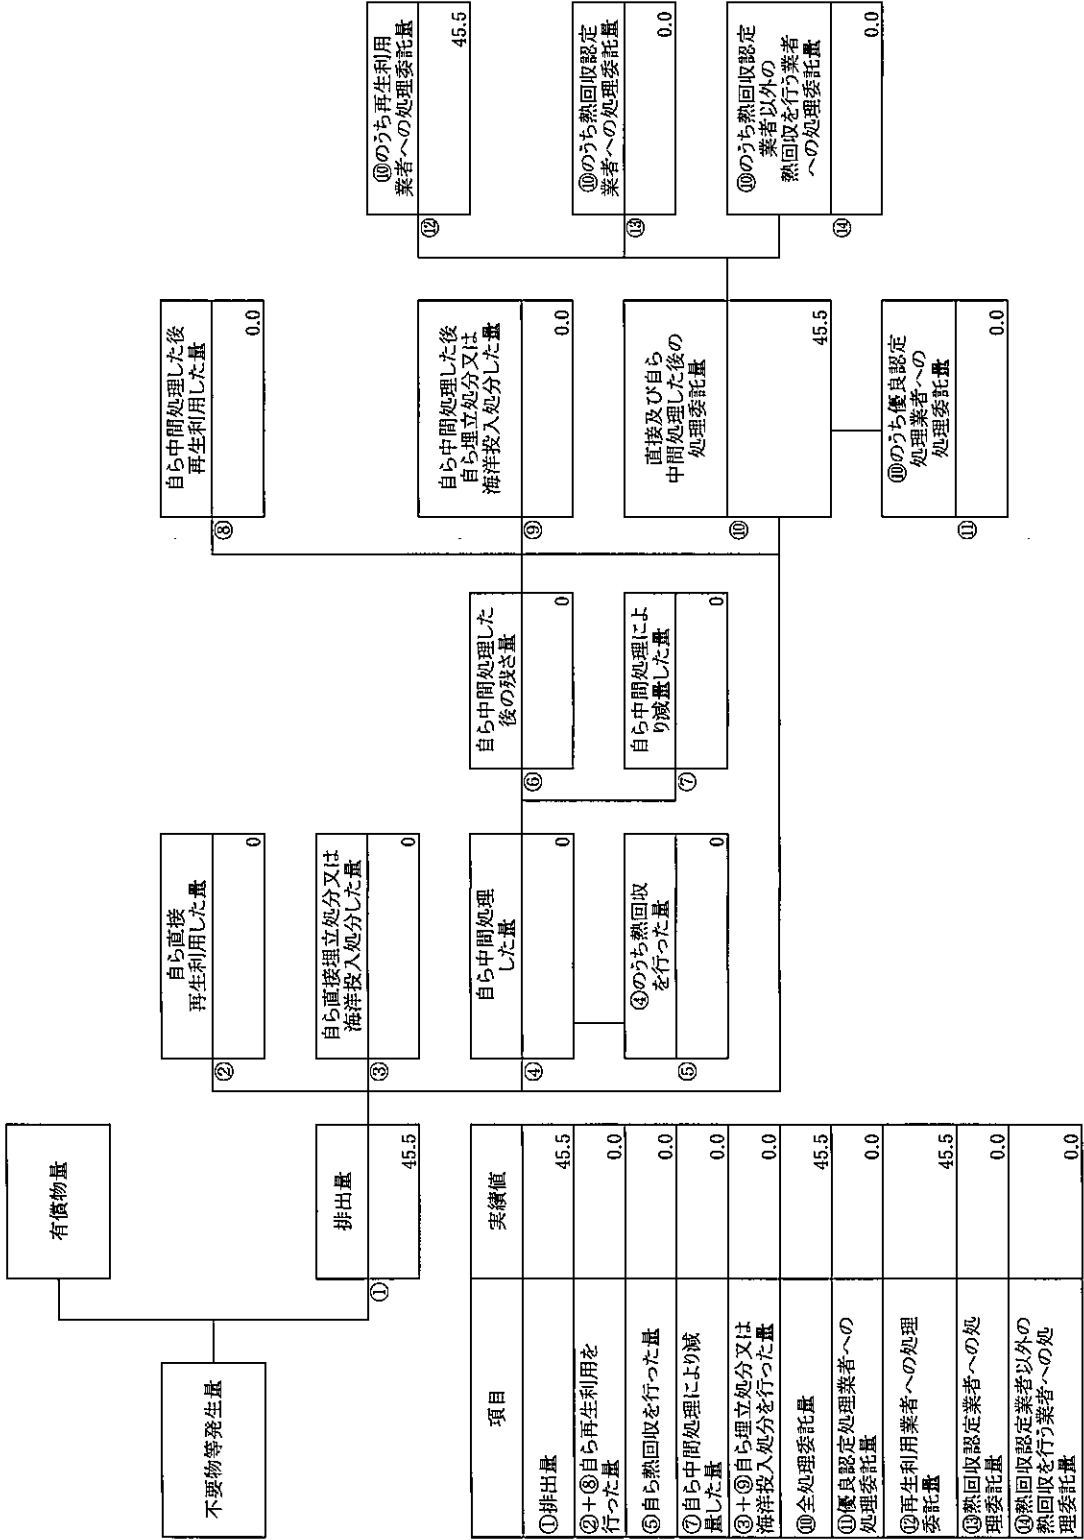 不要物等発生量
有償物量
排出量
①
45.5
自ら直接
再生利用した量
②
0
自ら直接埋立処分又は
海洋投入処分した量
③
0
自ら中間処理
した量
④
0
④のうち熱回収
を行った量
⑤
0
自ら中間処理した
後の残さ量
⑥
0
自ら中間処理によ
り減量した量
⑦
0
自ら中間処理した後
再生利用した量
⑧
0.0
自ら中間処理した後
自ら埋立処分又は
海洋投入処分した量
⑨
0.0
直接及び自ら
中間処理した後の
処理委託量
⑩
45.5
⑩のうち優良認定
処理業者への
処理委託量
⑪
0.0
⑩のうち再生利用
業者への処理委託量
⑫
45.5
⑩のうち熱回収認定
業者への処理委託量
⑬
0.0
⑩のうち熱回収認定
業者以外の
熱回収を行う業者
への処理委託量
⑭
0.0
項目
実績値
①排出量
45.5
②+⑧自ら再生利用を
行った量
0.0
⑤自ら熱回収を行った量
0.0
⑦自ら中間処理により減
量した量
0.0
③+⑨自ら埋立処分又は
海洋投入処分を行った量
0.0
⑩全処理委託量
45.5
⑪優良認定処理業者への
処理委託量
0.0
⑫再生利用業者への処理
委託量
45.5
⑬熱回収認定業者への処
理委託量
0.0
⑭熱回収認定業者以外の
熱回収を行う業者への処
理委託量
0.0